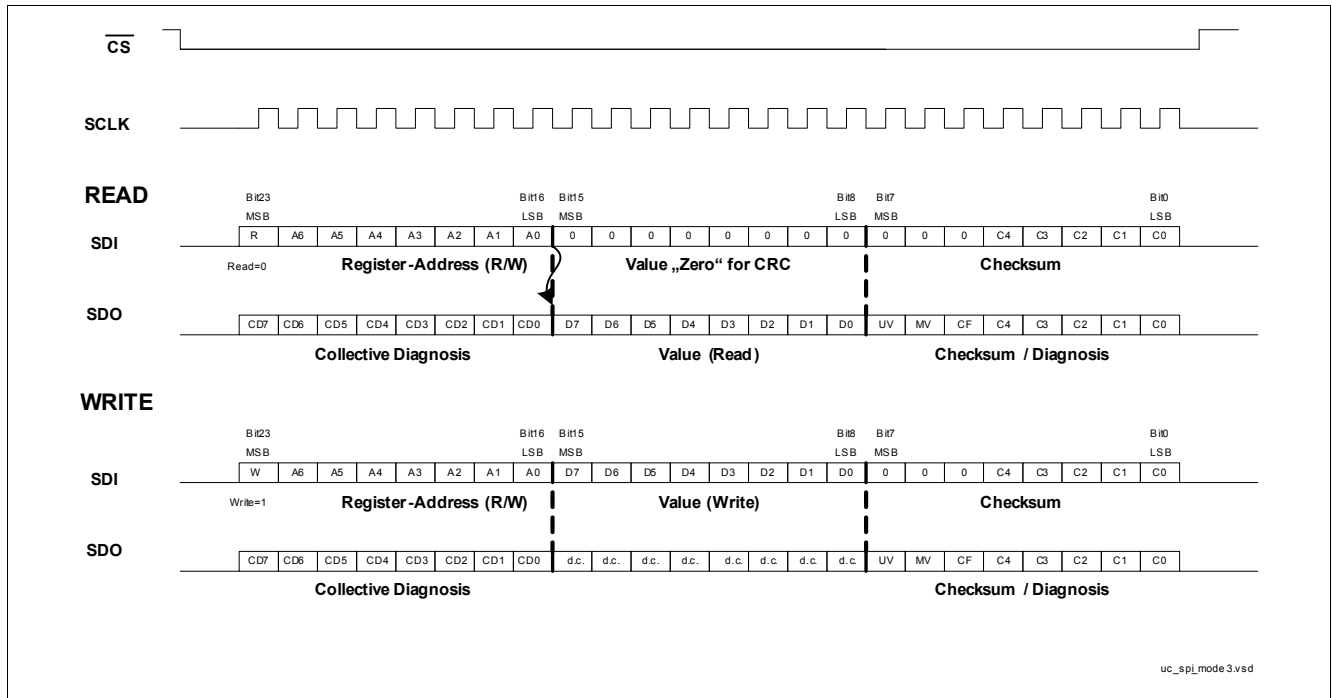 CS
SCLK
READ
Bit23 Bit16 Bit15 Bit8 Bit7 Bit0
MSB LSB MSB LSB MSB LSB
SDI R A6 A5 A4 A3 A2 A1 A0 0 0 0 0 0 0 0 0 0 0 0 C4 C3 C2 C1 C0
Read=0 Register-Address (R/W) Value „Zero“ for CRC Checksum
SDO CD7 CD6 CD5 CD4 CD3 CD2 CD1 CD0 D7 D6 D5 D4 D3 D2 D1 D0 UV MV CF C4 C3 C2 C1 C0
Collective Diagnosis Value (Read) Checksum / Diagnosis
WRITE
Bit23 Bit16 Bit15 Bit8 Bit7 Bit0
MSB LSB MSB LSB MSB LSB
SDI W A6 A5 A4 A3 A2 A1 A0 D7 D6 D5 D4 D3 D2 D1 D0 0 0 0 C4 C3 C2 C1 C0
Write=1 Register-Address (R/W) Value (Write) Checksum
SDO CD7 CD6 CD5 CD4 CD3 CD2 CD1 CD0 d.c. d.c. d.c. d.c. d.c. d.c. d.c. d.c. UV MV CF C4 C3 C2 C1 C0
Collective Diagnosis Checksum / Diagnosis
uc_spi_mode3.vsd